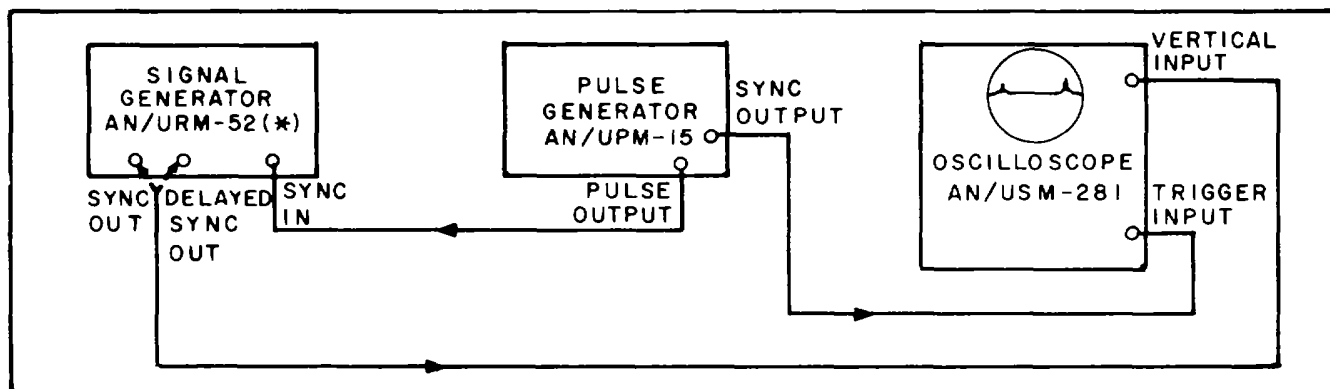 SIGNAL
GENERATOR
AN/URM-52(*)
SYNC
OUT
DELAYED
SYNC
OUT
SYNC
IN
PULSE
GENERATOR
AN/UPM-15
SYNC
OUTPUT
PULSE
OUTPUT
OSCILLOSCOPE
AN/USM-281
VERTICAL
INPUT
TRIGGER
INPUT